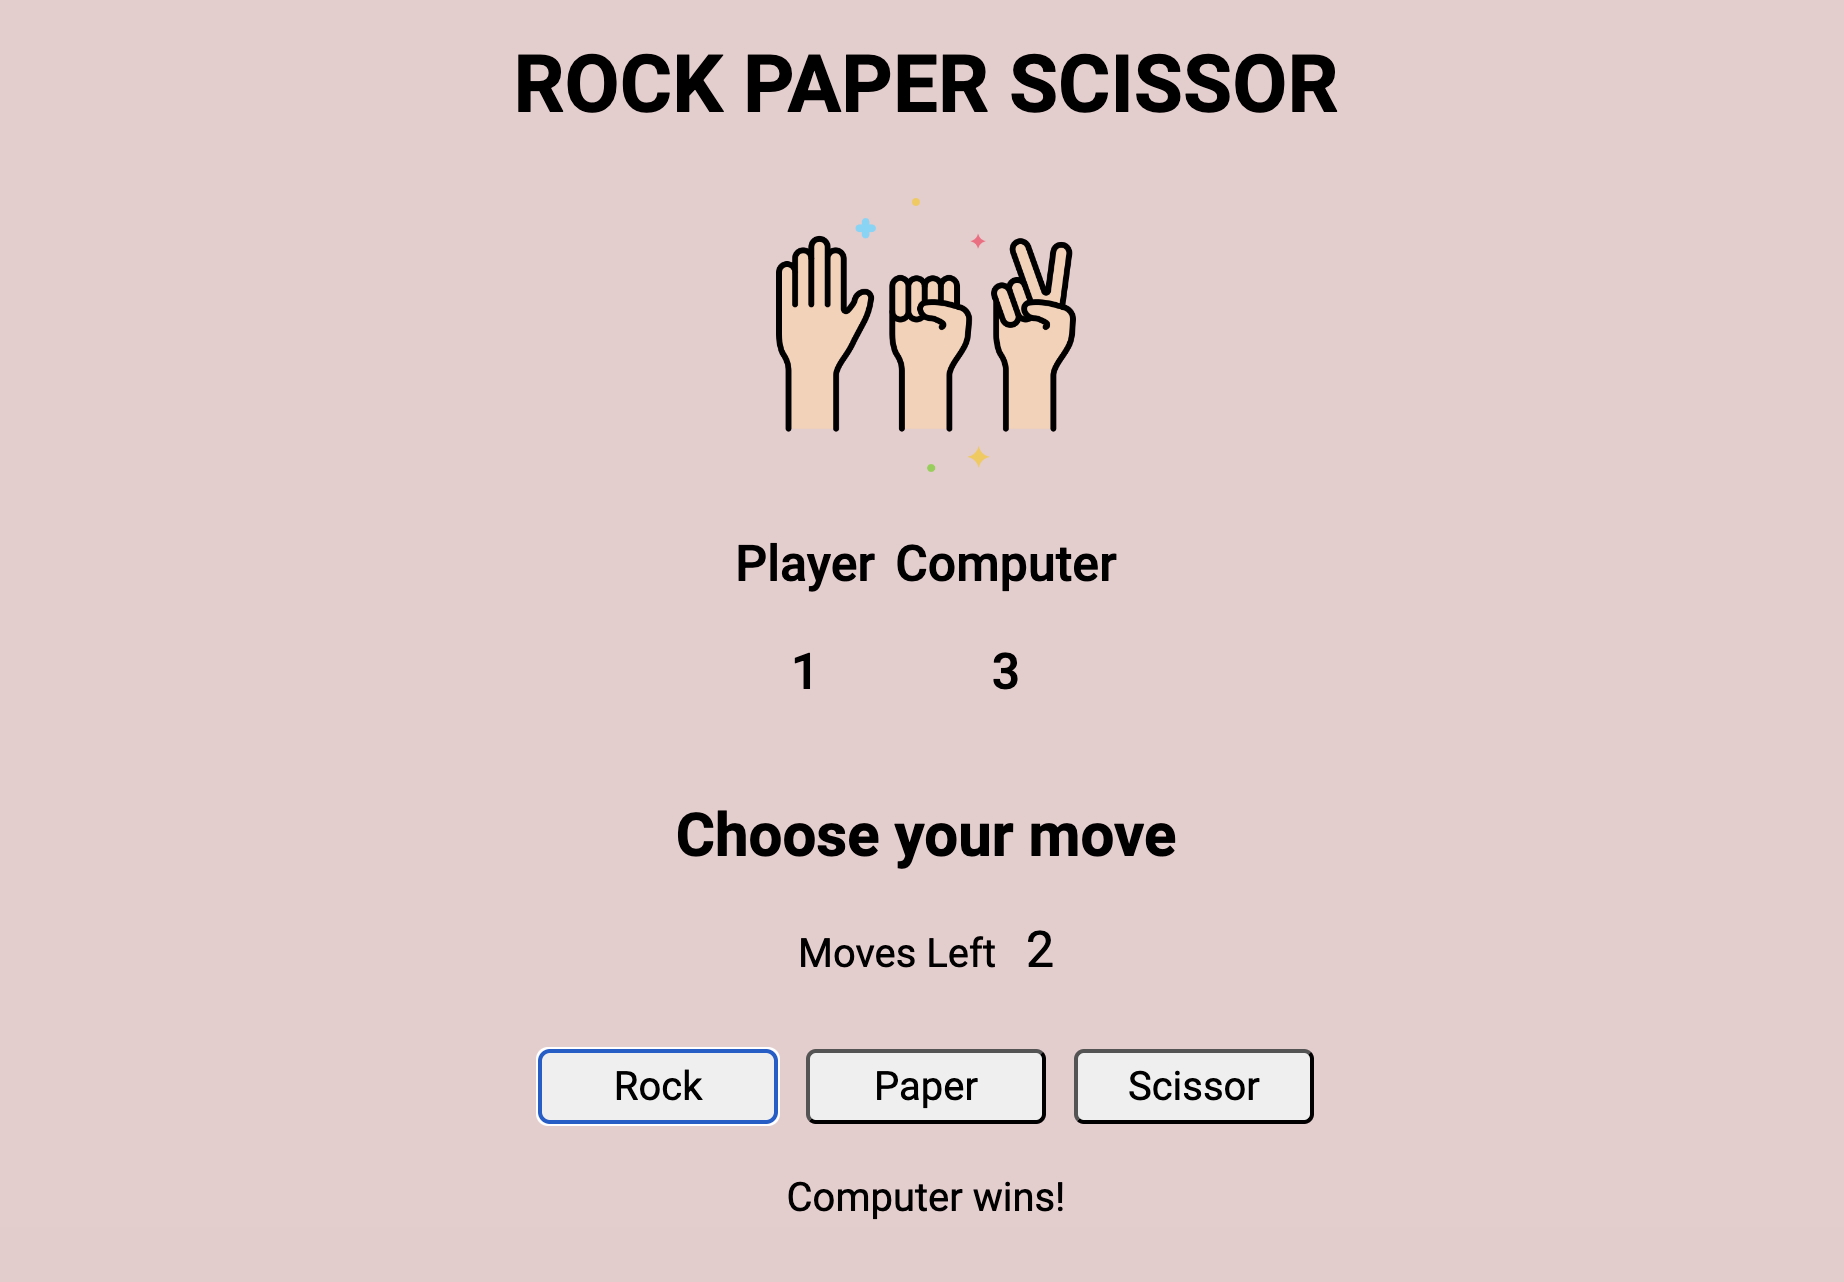 ROCK PAPER SCISSOR
Player Computer
1 3
Choose your move
Moves Left 2
Rock Paper Scissor
Computer wins!